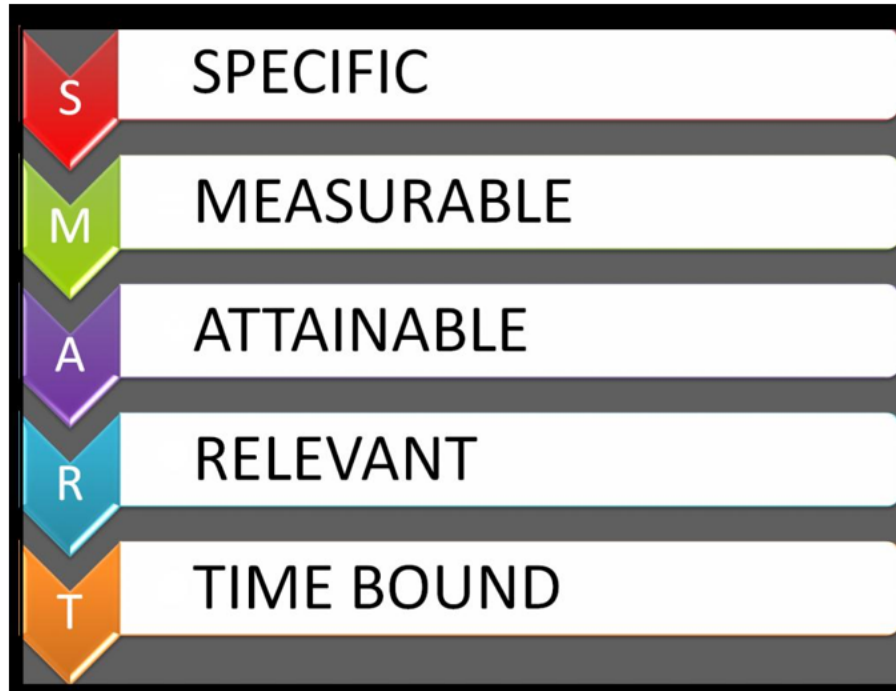 S SPECIFIC
M MEASURABLE
A ATTAINABLE
R RELEVANT
T TIME BOUND